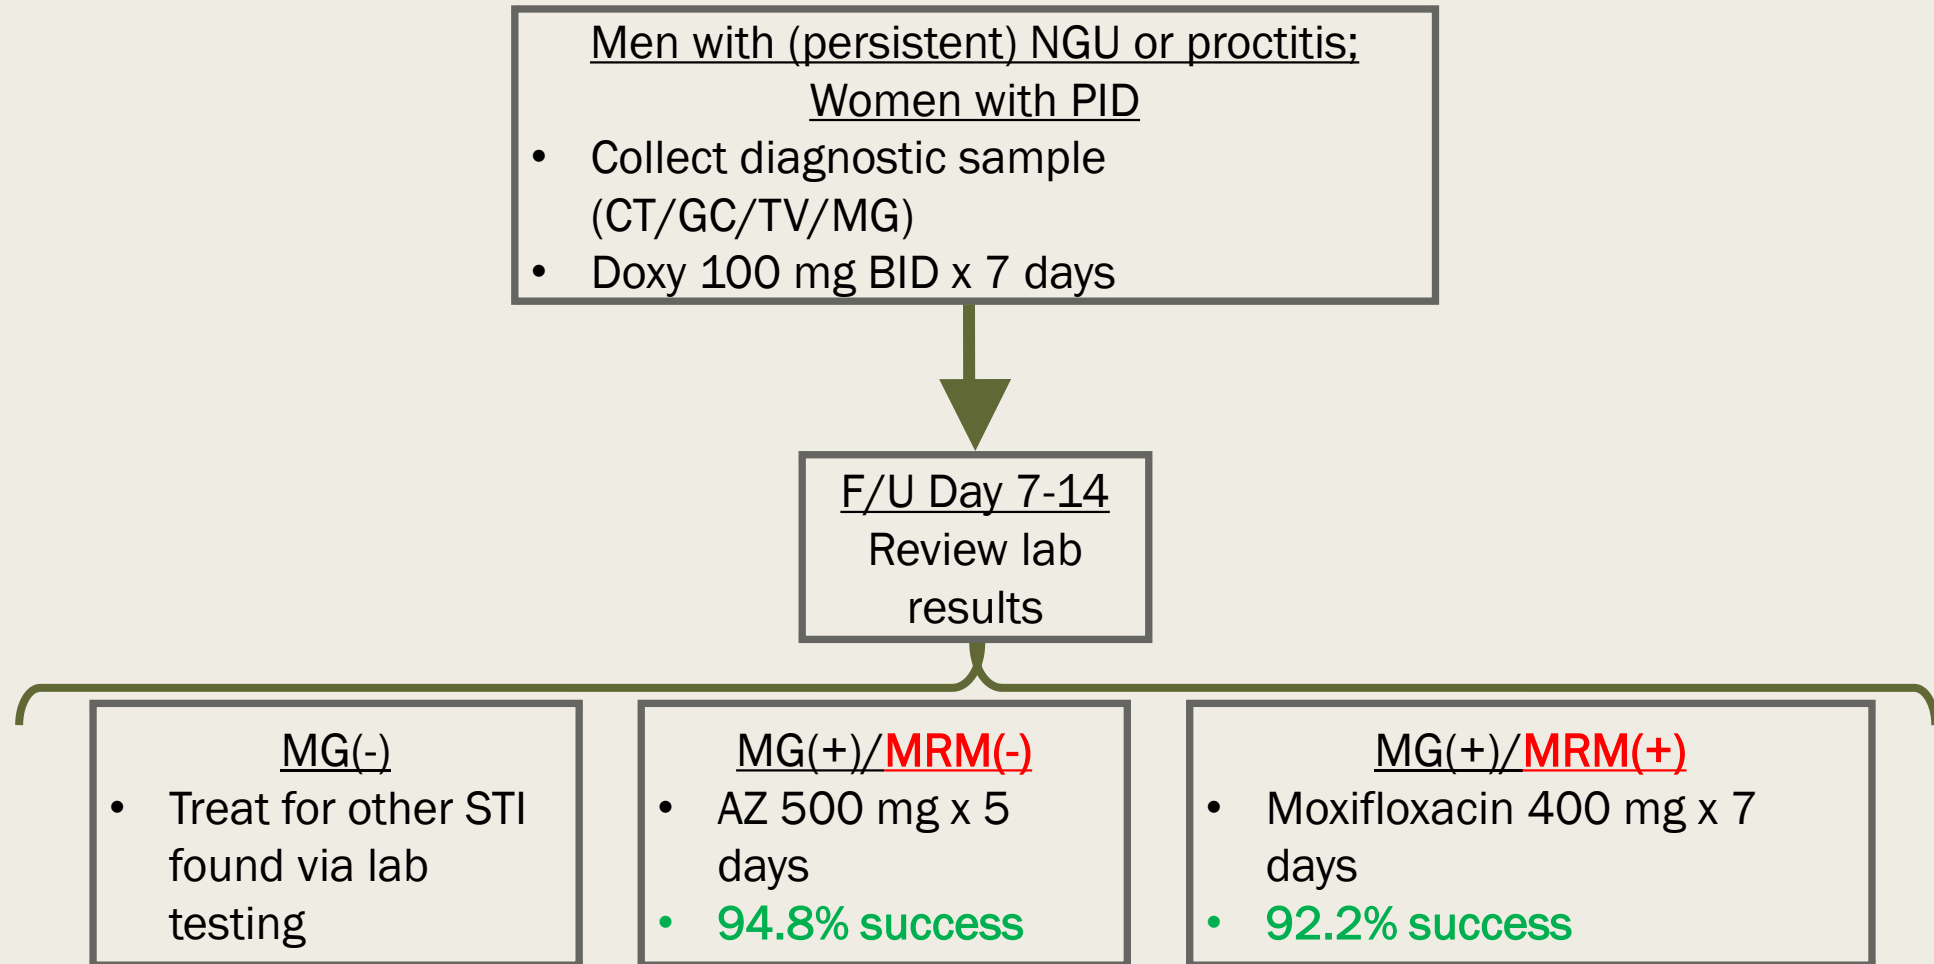 Men with (persistent) NGU or proctitis;
Women with PID
• Collect diagnostic sample
(CT/GC/TV/MG)
• Doxy 100 mg BID x 7 days
F/U Day 7-14
Review lab
results
MG(-)
• Treat for other STI
found via lab
testing
MG(+)/MRM(-)
• AZ 500 mg x 5
days
• 94.8% success
MG(+)/MRM(+)
• Moxifloxacin 400 mg x 7
days
• 92.2% success